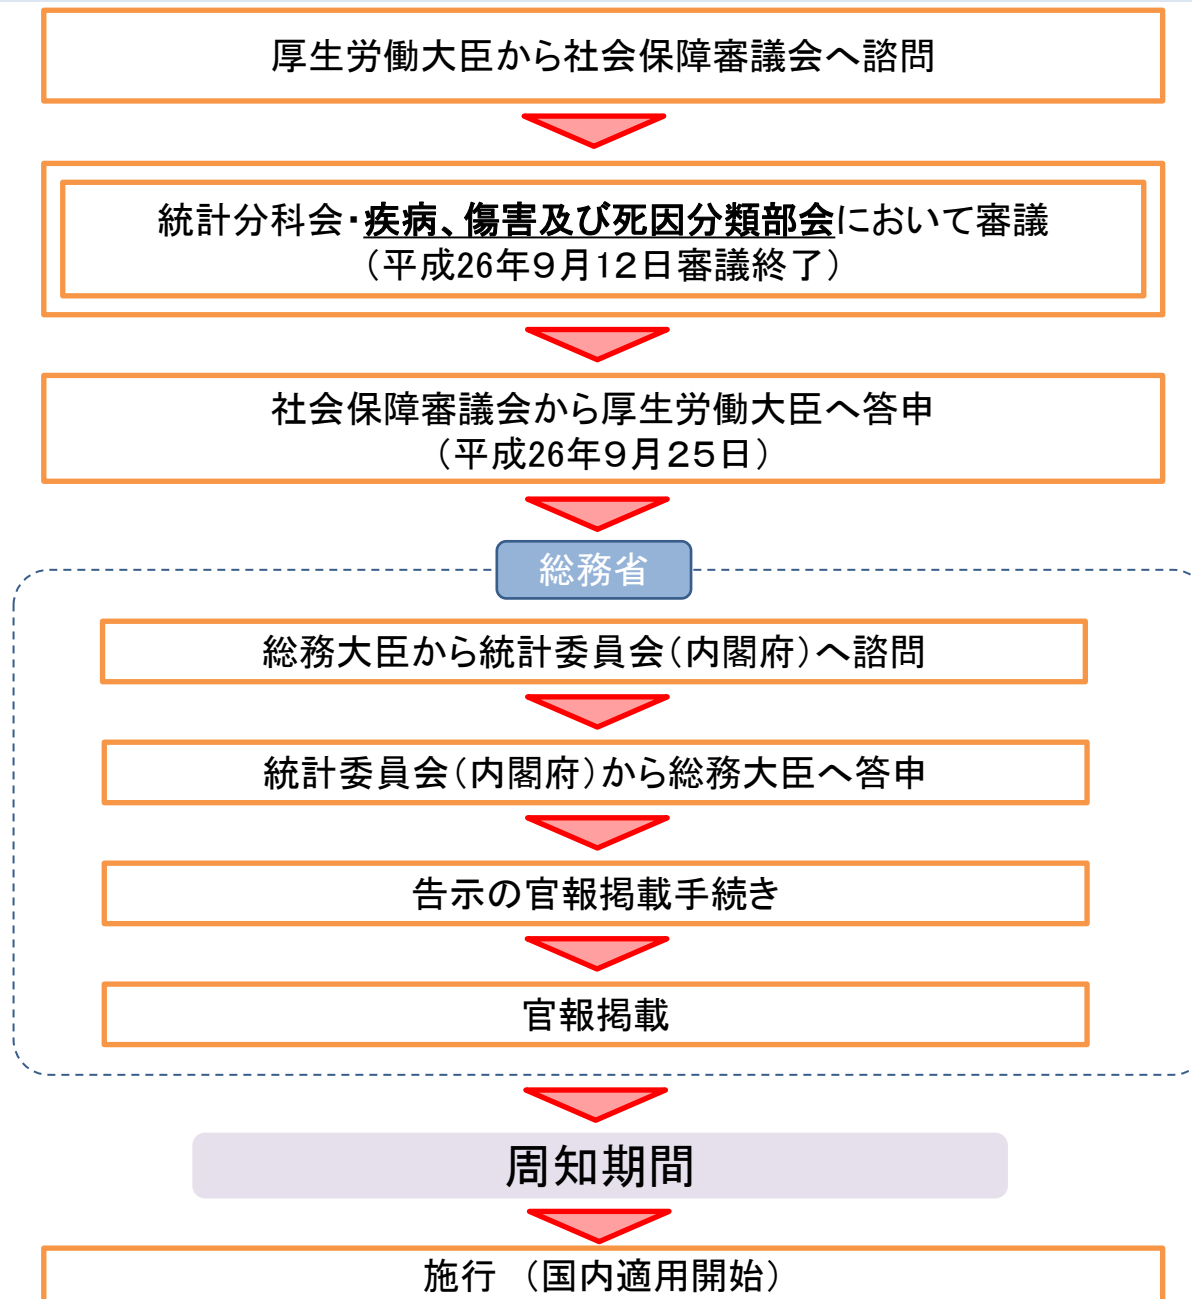 厚生労働大臣から社会保障審議会へ諮問
統計分科会・疾病、傷害及び死因分類部会において審議
（平成26年９月12日審議終了）
社会保障審議会から厚生労働大臣へ答申
（平成26年９月２５日）
総務省
総務大臣から統計委員会（内閣府）へ諮問
統計委員会（内閣府）から総務大臣へ答申
告示の官報掲載手続き
官報掲載
周知期間
施行　（国内適用開始）